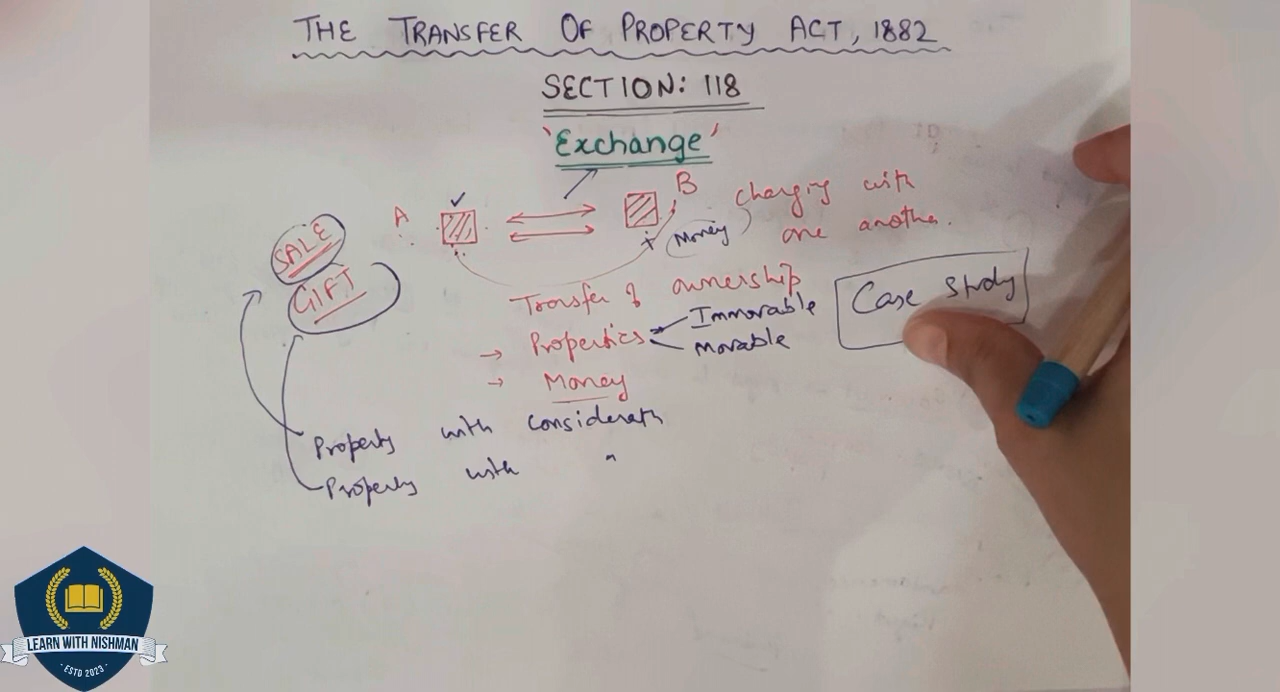 THE TRANSFER OF PROPERTY ACT, 1882
SECTION: 118
'Exchange'
A
B
(Money)
Changing with
one another.
SALE
GIFT
Transfer of ownership
→ Properties
Immovable
Movable
→ Money
Case Study
Property with
Property with "
LEARN WITH NISHMAN
· ESTD 2023 ·